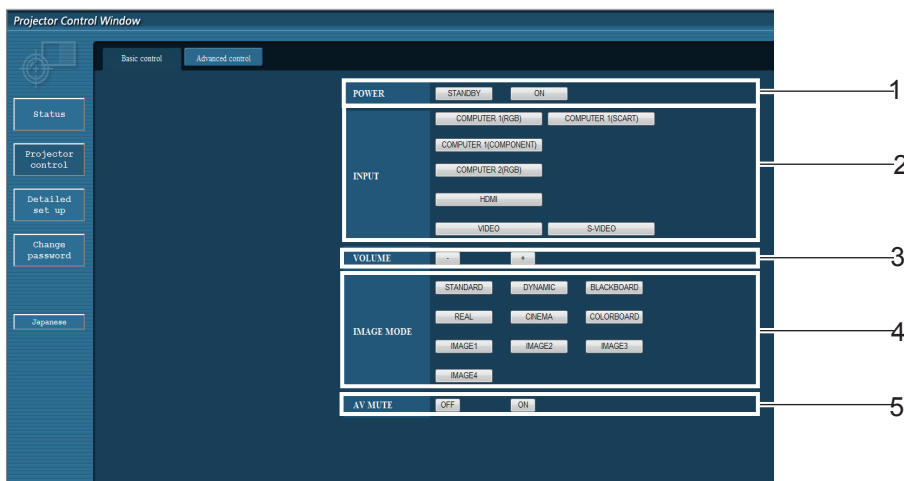 Projector Control Window
Basic control
Advanced control
Status
Projector
control
Detailed
set up
Change
password
Japanese
POWER
STANDBY
ON
1
INPUT
COMPUTER 1(RGB)
COMPUTER 1(SCART)
COMPUTER 1(COMPONENT)
COMPUTER 2(RGB)
HDMI
VIDEO
S-VIDEO
2
VOLUME
-
+
3
IMAGE MODE
STANDARD
DYNAMIC
BLACKBOARD
REAL
CINEMA
COLORBOARD
IMAGE1
IMAGE2
IMAGE3
IMAGE4
4
AV MUTE
OFF
ON
5